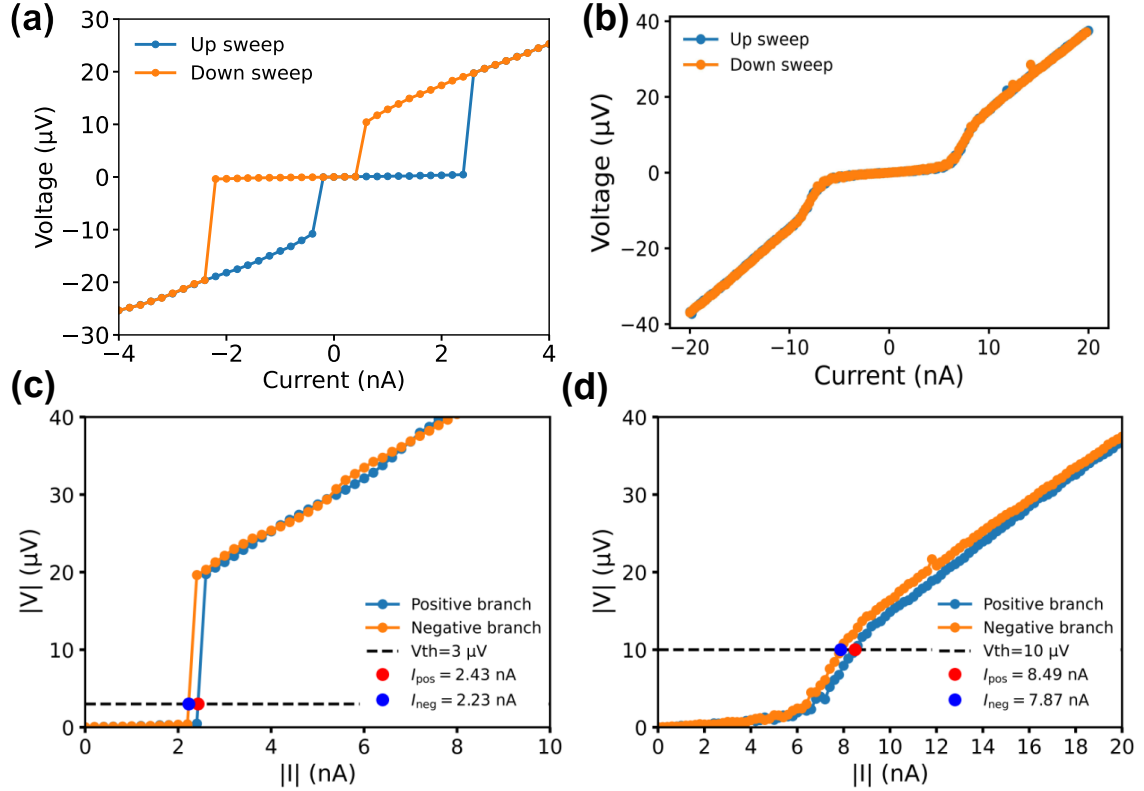 (a)
30
20
10
0
−10
−20
−30
Voltage (µV)
Up sweep
Down sweep
−4
−2
0
2
4
Current (nA)
(b)
40
20
0
−20
−40
Voltage (µV)
Up sweep
Down sweep
−20
−10
0
10
20
Current (nA)
(c)
40
30
20
10
0
|V| (µV)
Positive branch
Negative branch
Vth=3 µV
Ipos = 2.43 nA
Ineg = 2.23 nA
0
2
4
6
8
10
|I| (nA)
(d)
40
30
20
10
0
|V| (µV)
Positive branch
Negative branch
Vth=10 µV
Ipos = 8.49 nA
Ineg = 7.87 nA
0
2
4
6
8
10
12
14
16
18
20
|I| (nA)